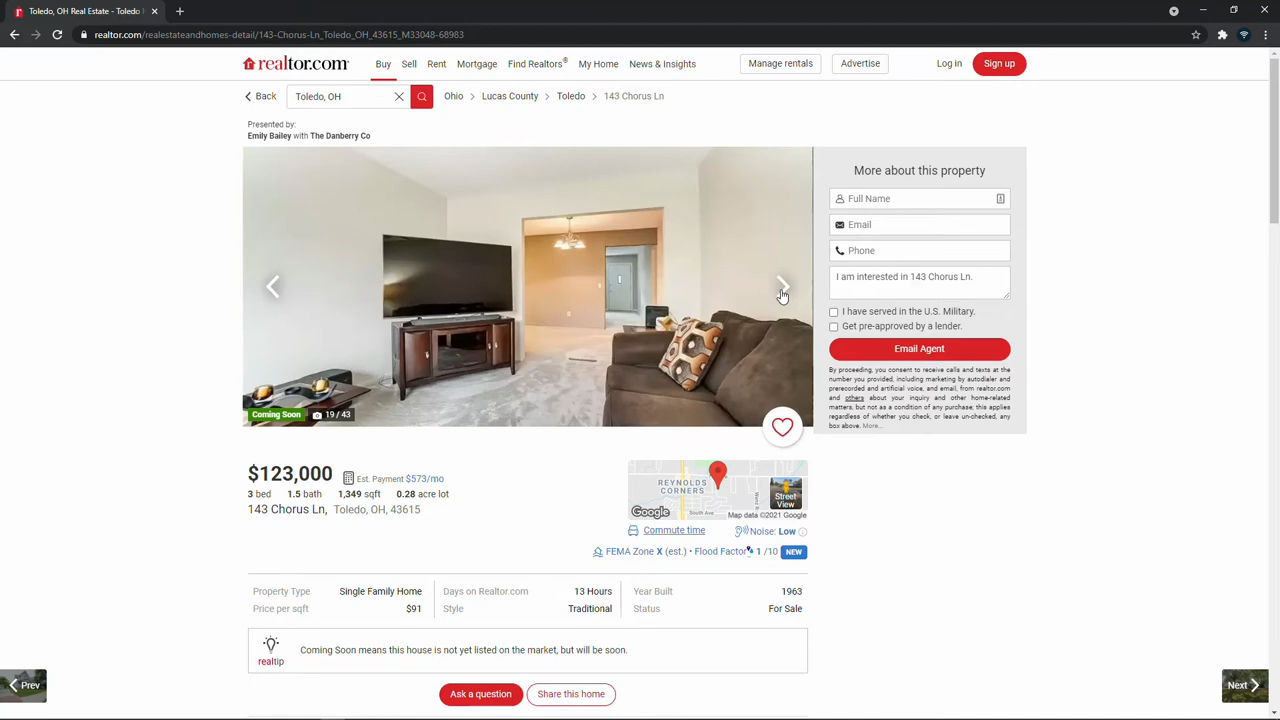 Toledo, OH Real Estate - Toledo
realtor.com/realestateandhomes-detail/143-Chorus-Ln_Toledo_OH_43615_M33048-68983
realtor.com
Buy
Sell
Rent
Mortgage
Find Realtors®
My Home
News & Insights
Manage rentals
Advertise
Log in
Sign up
Back
Toledo, OH
Ohio > Lucas County > Toledo > 143 Chorus Ln
Presented by:
Emily Bailey with The Danberry Co
Coming Soon
19 / 43
More about this property
Full Name
Email
Phone
I am interested in 143 Chorus Ln.
I have served in the U.S. Military.
Get pre-approved by a lender.
Email Agent
By proceeding, you consent to receive calls and texts at the
number you provided, including marketing by autodialer and
prerecorded and artificial voice, and email, from realtor.com
and others about your inquiry and other home-related
matters, but not as a condition of any purchase; this applies
regardless of whether you check, or leave un-checked, any
box above. More...
$123,000
Est. Payment $573/mo
3 bed 1.5 bath 1,349 sqft 0.28 acre lot
143 Chorus Ln, Toledo, OH, 43615
REYNOLDS
CORNERS
South Ave
Street
View
Google
Map data ©2021 Google
Commute time
Noise: Low
FEMA Zone X (est.) • Flood Factor 1 /10 NEW
Property Type Single Family Home
Days on Realtor.com 13 Hours
Year Built 1963
Price per sqft $91
Style Traditional
Status For Sale
realtip
Coming Soon means this house is not yet listed on the market, but will be soon.
Prev
Next
Ask a question
Share this home